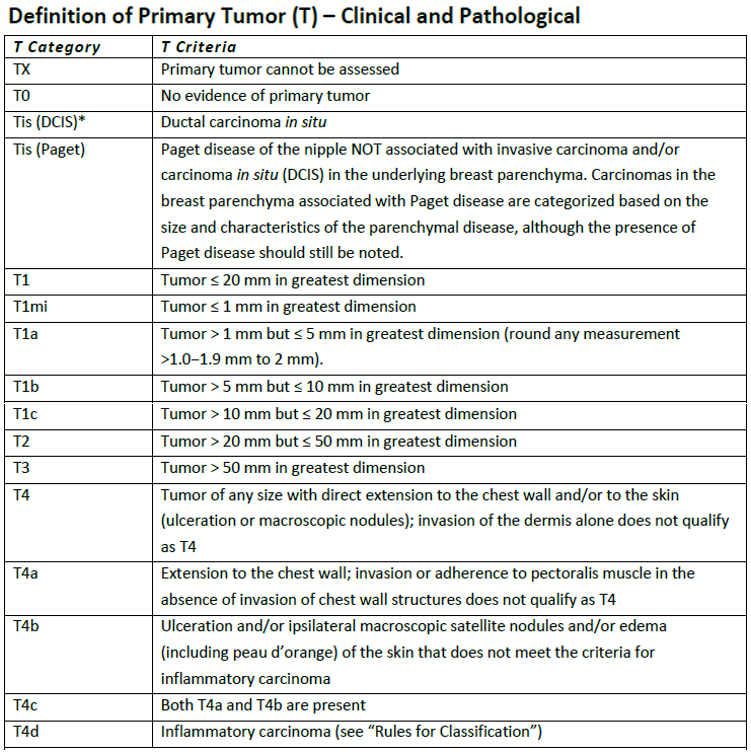 Definition of Primary Tumor (T) – Clinical and Pathological
T Category T Criteria
TX Primary tumor cannot be assessed
T0 No evidence of primary tumor
Tis (DCIS)* Ductal carcinoma in situ
Tis (Paget) Paget disease of the nipple NOT associated with invasive carcinoma and/or
carcinoma in situ (DCIS) in the underlying breast parenchyma. Carcinomas in the
breast parenchyma associated with Paget disease are categorized based on the
size and characteristics of the parenchymal disease, although the presence of
Paget disease should still be noted.
T1 Tumor ≤ 20 mm in greatest dimension
T1mi Tumor ≤ 1 mm in greatest dimension
T1a Tumor > 1 mm but ≤ 5 mm in greatest dimension (round any measurement
>1.0–1.9 mm to 2 mm).
T1b Tumor > 5 mm but ≤ 10 mm in greatest dimension
T1c Tumor > 10 mm but ≤ 20 mm in greatest dimension
T2 Tumor > 20 mm but ≤ 50 mm in greatest dimension
T3 Tumor > 50 mm in greatest dimension
T4 Tumor of any size with direct extension to the chest wall and/or to the skin
(ulceration or macroscopic nodules); invasion of the dermis alone does not qualify
as T4
T4a Extension to the chest wall; invasion or adherence to pectoralis muscle in the
absence of invasion of chest wall structures does not qualify as T4
T4b Ulceration and/or ipsilateral macroscopic satellite nodules and/or edema
(including peau d’orange) of the skin that does not meet the criteria for
inflammatory carcinoma
T4c Both T4a and T4b are present
T4d Inflammatory carcinoma (see “Rules for Classification”)